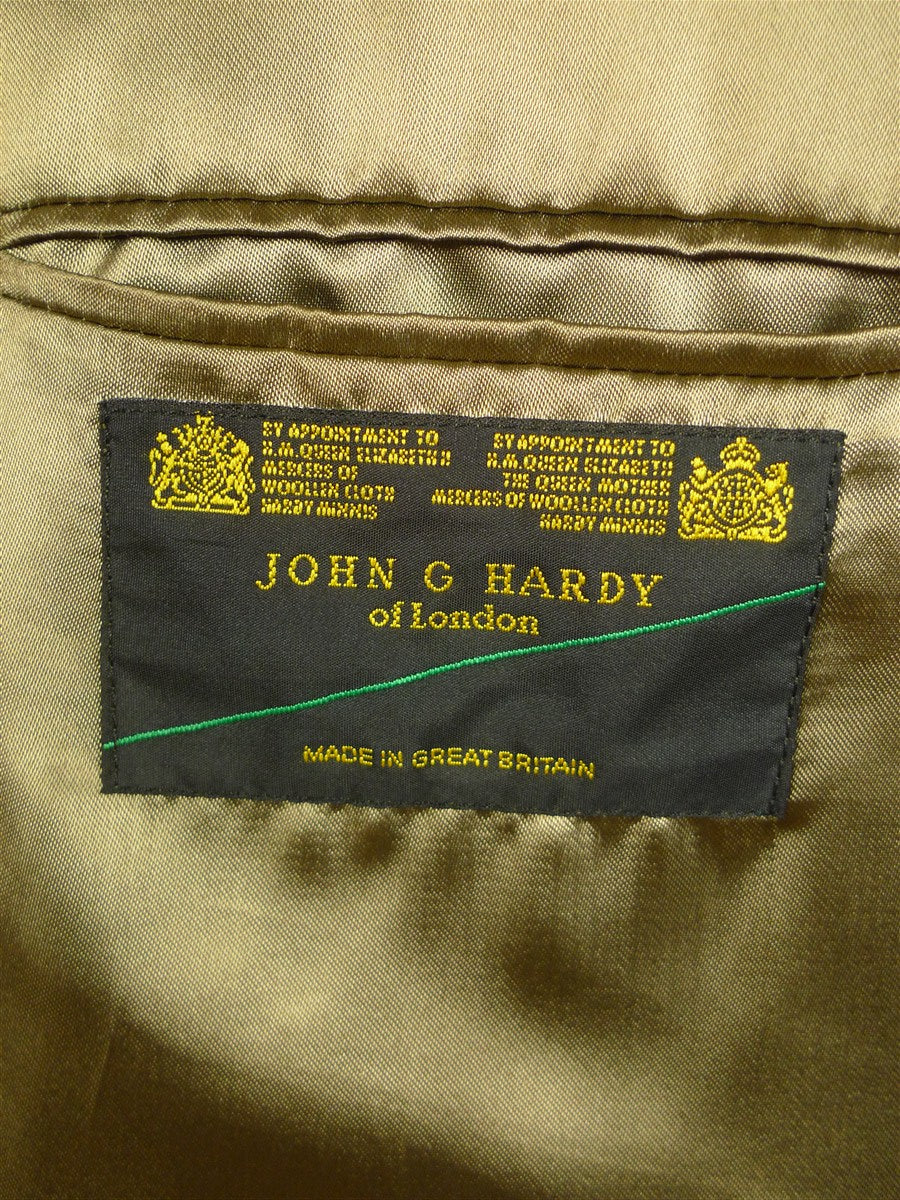 BY APPOINTMENT TO
H.M. QUEEN ELIZABETH II
MERCERS OF
WOOLLEN CLOTH
HARDY MINNIS
BY APPOINTMENT TO
H.M. QUEEN ELIZABETH
THE QUEEN MOTHER
MERCERS OF WOOLLEN CLOTH
HARDY MINNIS
JOHN G HARDY
of London
MADE IN GREAT BRITAIN